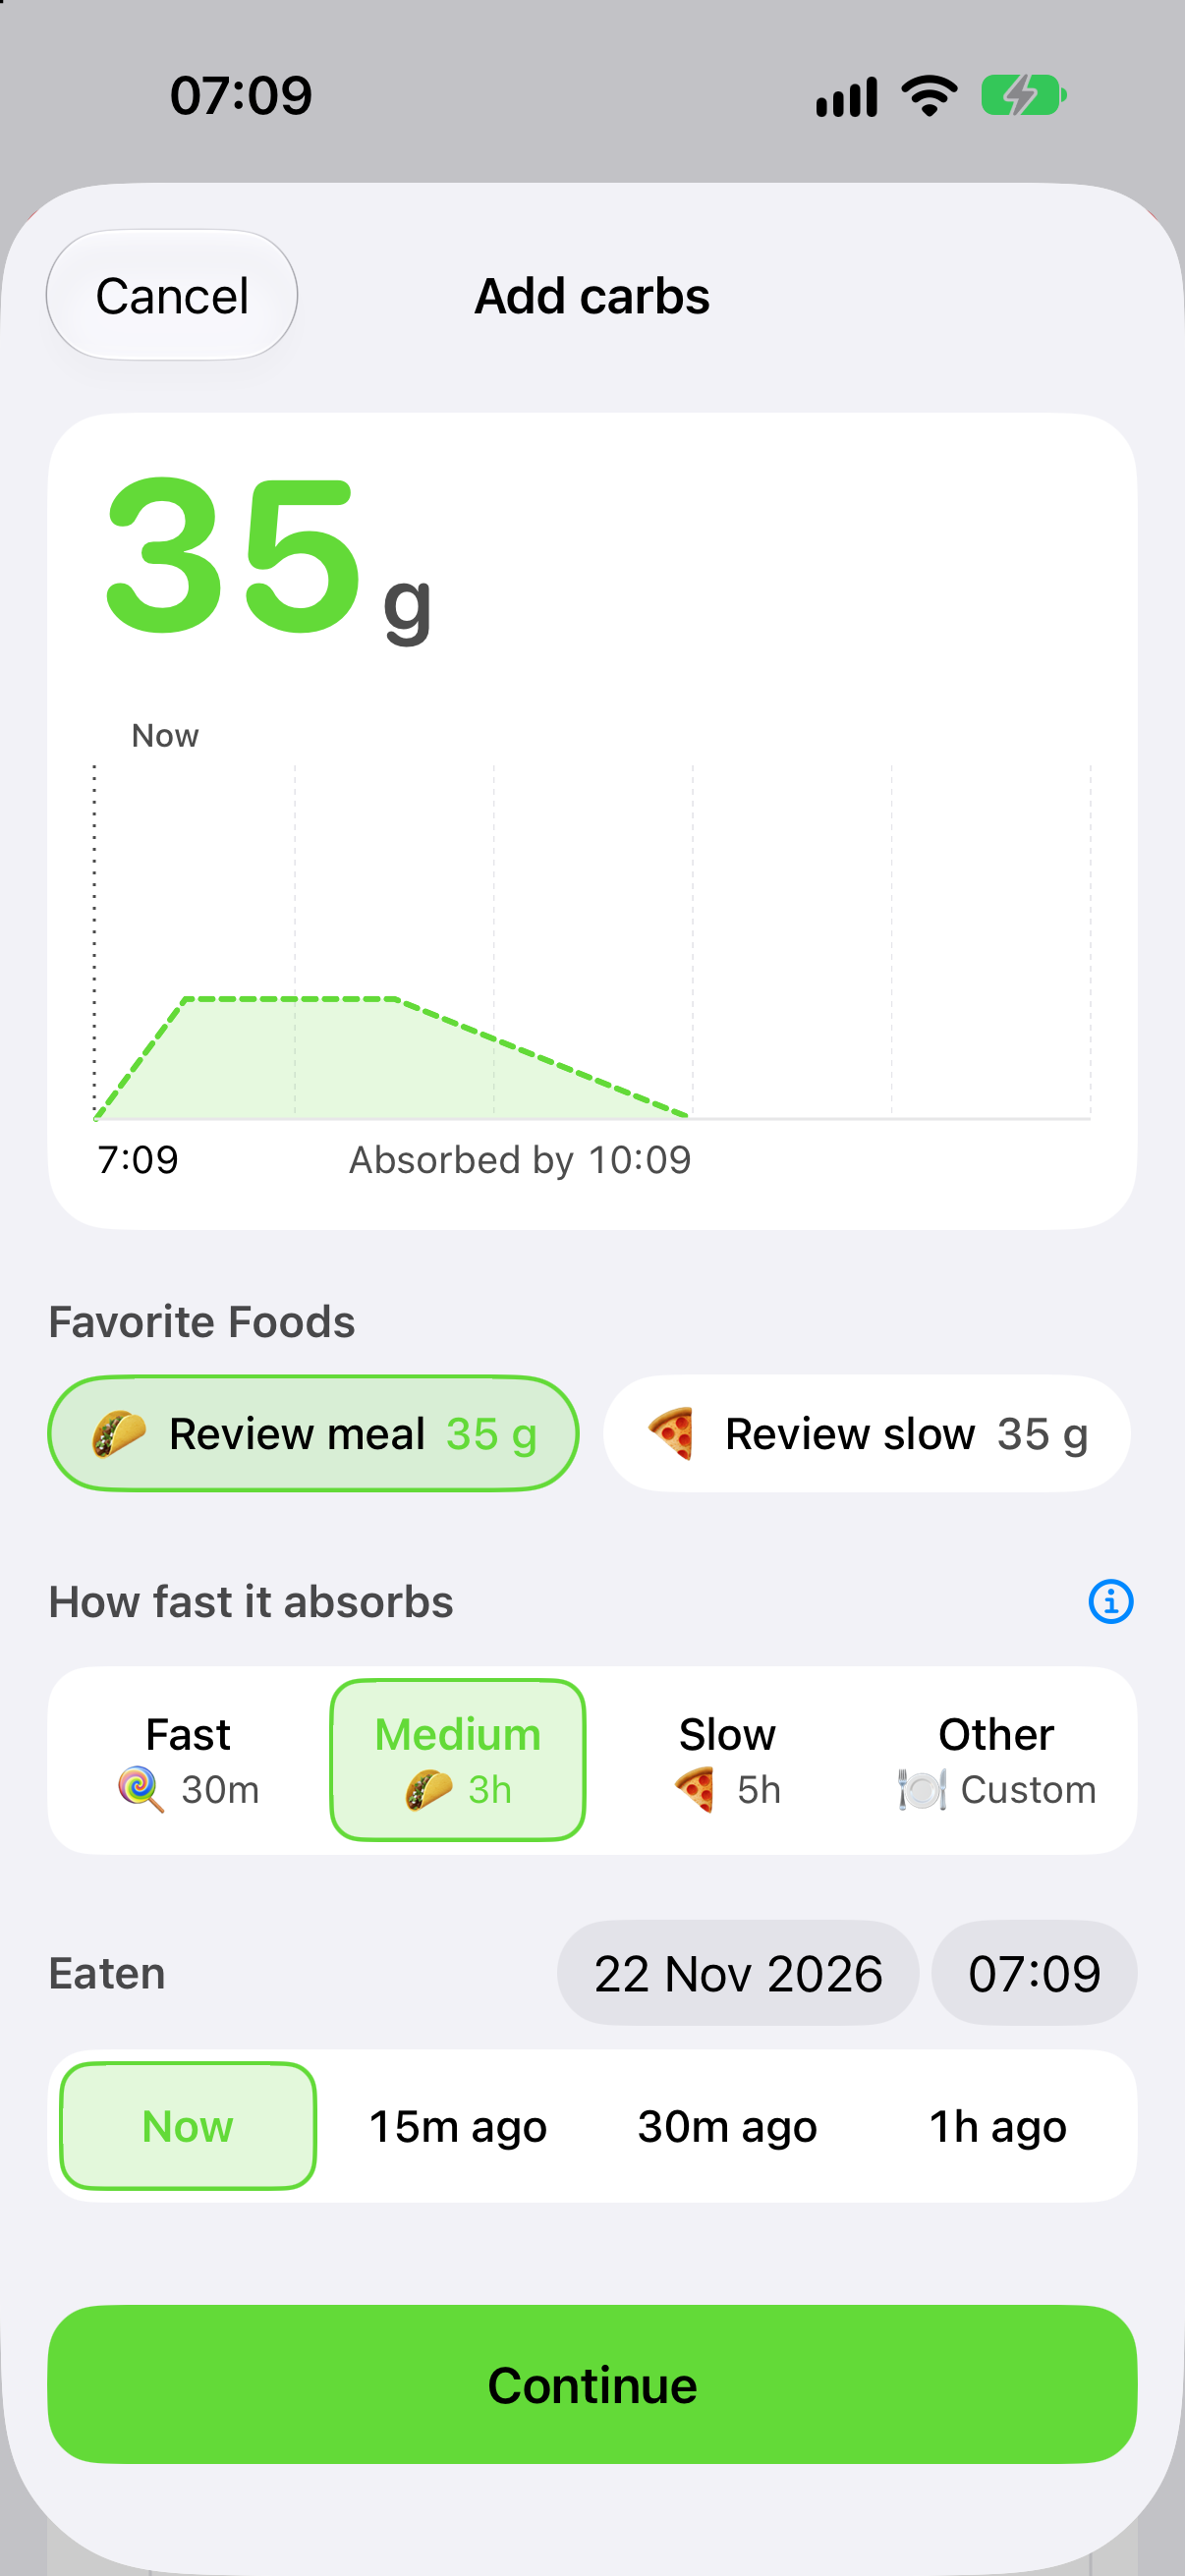 07:09
Cancel
Add carbs
35 g
Now
7:09 Absorbed by 10:09
Favorite Foods
Review meal 35 g Review slow 35 g
How fast it absorbs
Fast Medium Slow Other
30m 3h 5h Custom
Eaten 22 Nov 2026 07:09
Now 15m ago 30m ago 1h ago
Continue